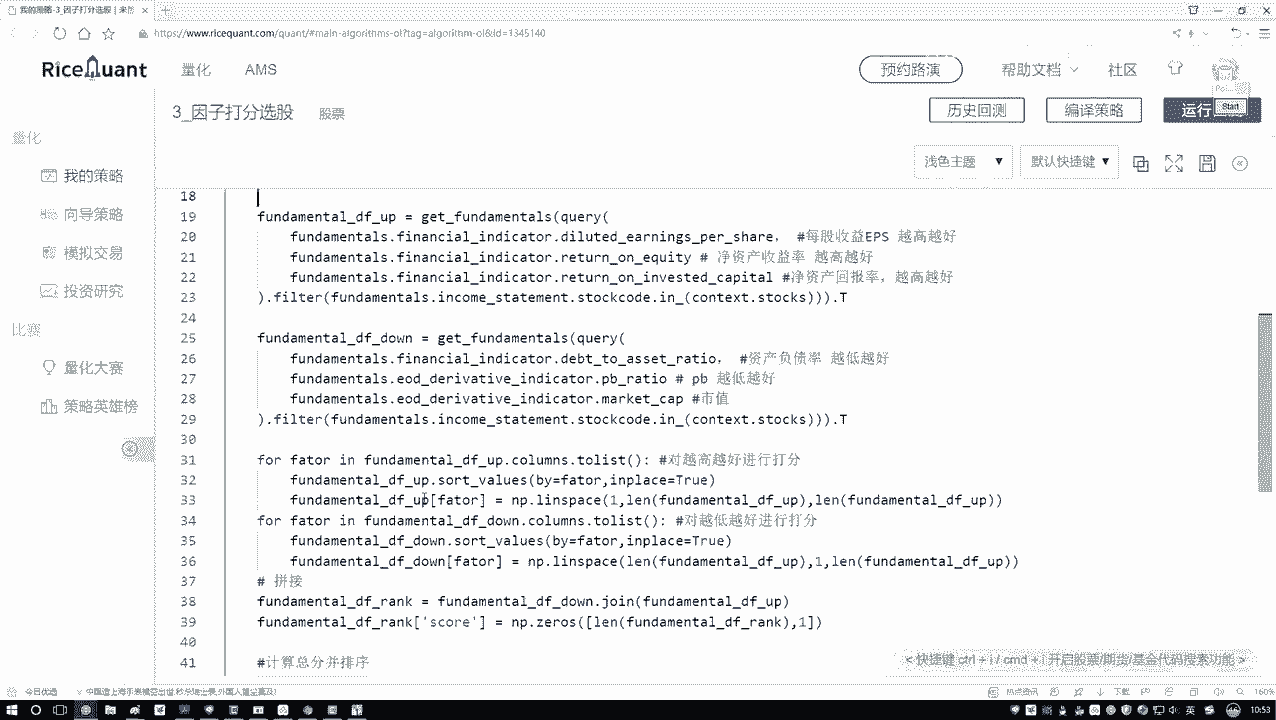 我的策略-3_因子打分选股 | 米筐
https://www.ricequant.com/quant/#main-algorithms-ol?tag=algorithm-ol&id=1345140
RiceQuant 量化 AMS 预约路演 帮助文档 社区
3_因子打分选股 股票 历史回测 编译策略 运行 Start
浅色主题 ▼ 默认快捷键 ▼
量化
我的策略
向导策略
模拟交易
投资研究
比赛
量化大赛
策略英雄榜
18
19 fundamental_df_up = get_fundamentals(query(
20 fundamentals.financial_indicator.diluted_earnings_per_share, #每股收益EPS 越高越好
21 fundamentals.financial_indicator.return_on_equity # 净资产收益率 越高越好
22 fundamentals.financial_indicator.return_on_invested_capital #净资产回报率，越高越好
23 ).filter(fundamentals.income_statement.stockcode.in_(context.stocks))).T
24
25 fundamental_df_down = get_fundamentals(query(
26 fundamentals.financial_indicator.debt_to_asset_ratio, #资产负债率 越低越好
27 fundamentals.eod_derivative_indicator.pb_ratio # pb 越低越好
28 fundamentals.eod_derivative_indicator.market_cap #市值
29 ).filter(fundamentals.income_statement.stockcode.in_(context.stocks))).T
30
31 for fator in fundamental_df_up.columns.tolist(): #对越高越好进行打分
32 fundamental_df_up.sort_values(by=fator,inplace=True)
33 fundamental_df_up[fator] = np.linspace(1,len(fundamental_df_up),len(fundamental_df_up))
34 for fator in fundamental_df_down.columns.tolist(): #对越低越好进行打分
35 fundamental_df_down.sort_values(by=fator,inplace=True)
36 fundamental_df_down[fator] = np.linspace(len(fundamental_df_up),1,len(fundamental_df_up))
37 # 拼接
38 fundamental_df_rank = fundamental_df_down.join(fundamental_df_up)
39 fundamental_df_rank['score'] = np.zeros([len(fundamental_df_rank),1])
40
41 #计算总分并排序
<快捷键 ctrl + i / cmd + i 开启股票/期货/基金代码搜索功能 >
今日优选 热点资讯 下载 160%
英 10:53